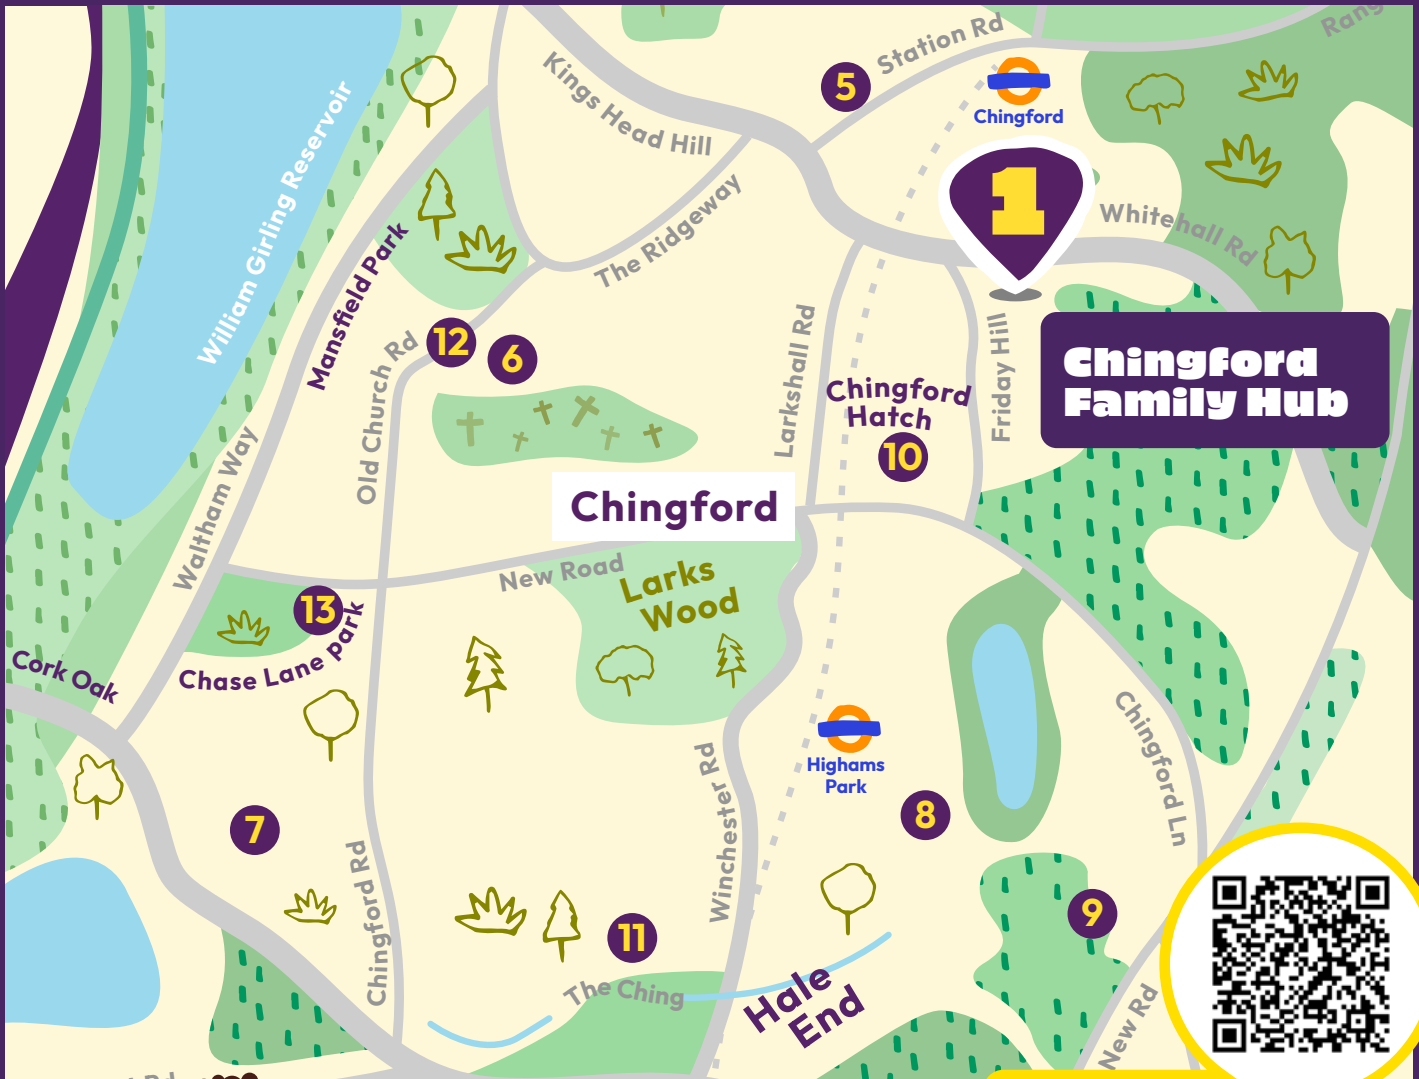 Station Rd
Rang
Kings Head Hill
5
Chingford
1
William Girling Reservoir
The Ridgeway
Whitehall Rd
Mansfield Park
12
6
Old Church Rd
Larkshall Rd
Friday Hill
Chingford
Family Hub
Chingford
Hatch
10
Waltham Way
Chingford
New Road
Larks
Wood
13
Chase Lane park
Cork Oak
Winchester Rd
Highams
Park
Chingford Ln
7
8
Chingford Rd
9
11
The Ching
Hale
End
New Rd
Rd